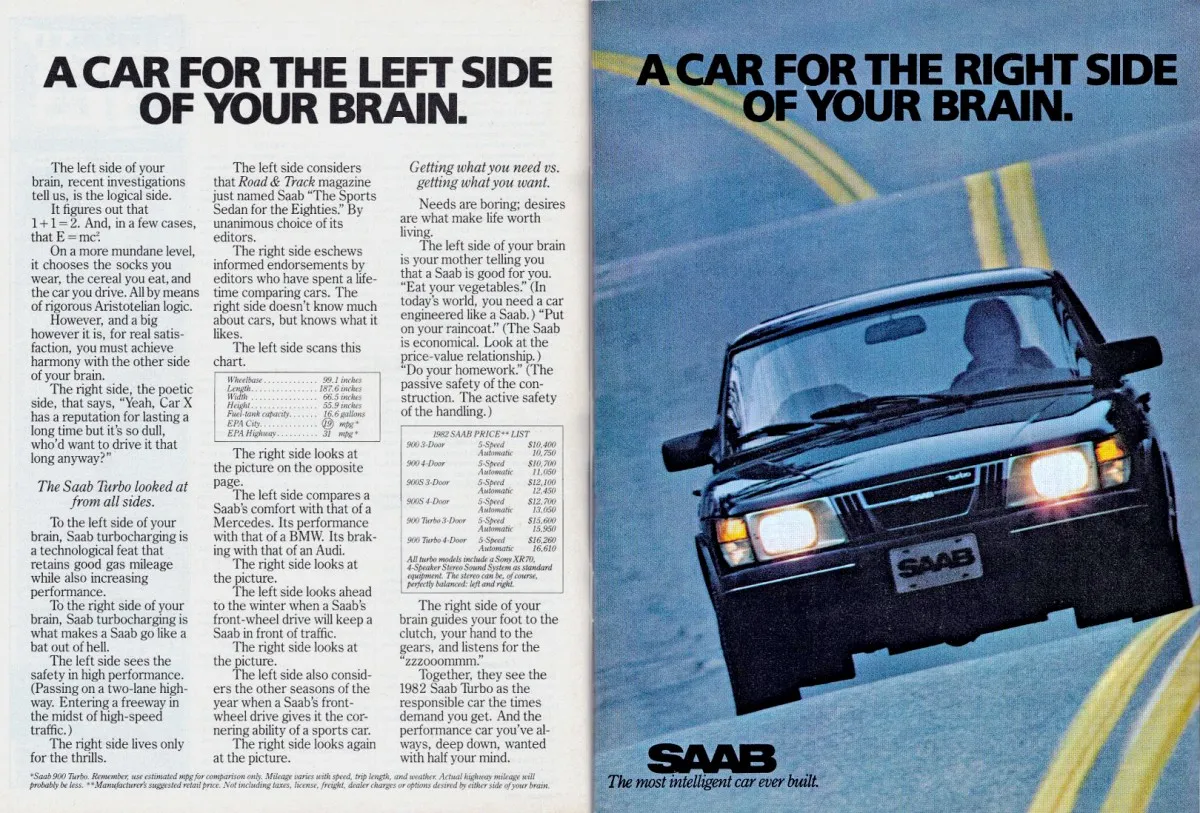 A CAR FOR THE LEFT SIDE
OF YOUR BRAIN.
The left side of your
brain, recent investigations
tell us, is the logical side.
It figures out that
1+1=2. And, in a few cases,
that E=mc².
On a more mundane level,
it chooses the socks you
wear, the cereal you eat, and
the car you drive. All by means
of rigorous Aristotelian logic.
However, and a big
however it is, for real satis-
faction, you must achieve
harmony with the other side
of your brain.
The right side, the poetic
side, that says, “Yeah, Car X
has a reputation for lasting a
long time but it's so dull,
who'd want to drive it that
long anyway?”
The Saab Turbo looked at
from all sides.
To the left side of your
brain, Saab turbocharging is
a technological feat that
retains good gas mileage
while also increasing
performance.
To the right side of your
brain, Saab turbocharging is
what makes a Saab go like a
bat out of hell.
The left side sees the
safety in high performance.
(Passing on a two-lane high-
way. Entering a freeway in
the midst of high-speed
traffic.)
The right side lives only
for the thrills.
The left side considers
that Road & Track magazine
just named Saab “The Sports
Sedan for the Eighties.” By
unanimous choice of its
editors.
The right side eschews
informed endorsements by
editors who have spent a life-
time comparing cars. The
right side doesn't know much
about cars, but knows what it
likes.
The left side scans this
chart.
Wheelbase ............. 99.1 inches
Length ............. 187.6 inches
Width ............. 66.5 inches
Height ............. 55.9 inches
Fuel-tank capacity ....... 16.6 gallons
EPA City ............. 19 mpg*
EPA Highway .......... 31 mpg*
The right side looks at
the picture on the opposite
page.
The left side compares a
Saab's comfort with that of a
Mercedes. Its performance
with that of a BMW. Its brak-
ing with that of an Audi.
The right side looks at
the picture.
The left side looks ahead
to the winter when a Saab's
front-wheel drive will keep a
Saab in front of traffic.
The right side looks at
the picture.
The left side also consid-
ers the other seasons of the
year when a Saab's front-
wheel drive gives it the cor-
nering ability of a sports car.
The right side looks again
at the picture.
Getting what you need vs.
getting what you want.
Needs are boring; desires
are what make life worth
living.
The left side of your brain
is your mother telling you
that a Saab is good for you.
“Eat your vegetables.” (In
today's world, you need a car
engineered like a Saab.) “Put
on your raincoat.” (The Saab
is economical. Look at the
price-value relationship.)
“Do your homework.” (The
passive safety of the con-
struction. The active safety
of the handling.)
1982 SAAB PRICE** LIST
900 3-Door 5-Speed $10,400
Automatic 10,750
900 4-Door 5-Speed $10,700
Automatic 11,050
900S 3-Door 5-Speed $12,100
Automatic 12,450
900S 4-Door 5-Speed $12,700
Automatic 13,050
900 Turbo 3-Door 5-Speed $15,600
Automatic 15,950
900 Turbo 4-Door 5-Speed $16,260
Automatic 16,610
All turbo models include a Sony XR70,
4-Speaker Stereo Sound System as standard
equipment. The stereo can be, of course,
perfectly balanced: left and right.
The right side of your
brain guides your foot to the
clutch, your hand to the
gears, and listens for the
“zzzooommm.”
Together, they see the
1982 Saab Turbo as the
responsible car the times
demand you get. And the
performance car you've al-
ways, deep down, wanted
with half your mind.
*Saab 900 Turbo. Remember, use estimated mpg for comparison only. Mileage varies with speed, trip length, and weather. Actual highway mileage will
probably be less. **Manufacturer's suggested retail price. Not including taxes, license, freight, dealer charges or options desired by either side of your brain.
A CAR FOR THE RIGHT SIDE
OF YOUR BRAIN.
turbo
SAAB
SAAB
The most intelligent car ever built.